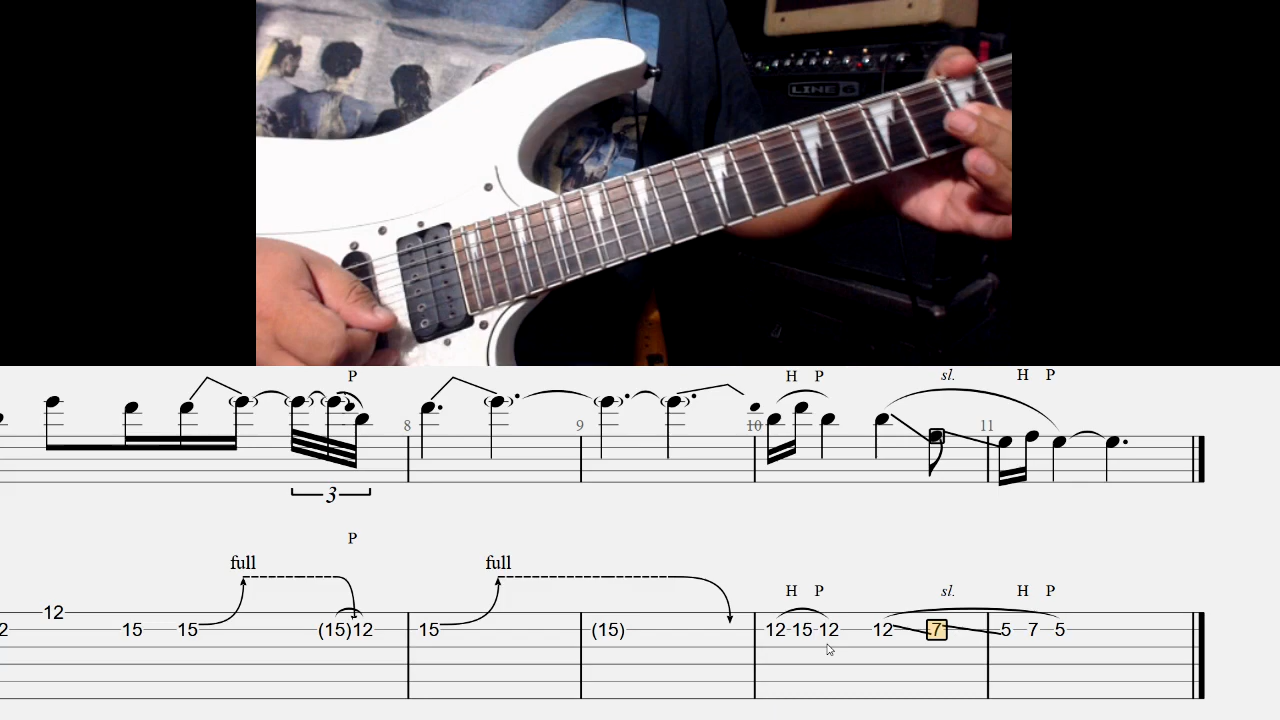 LINE 6
P H P sl. H P
8 9 10 11
3
P
full full H P sl. H P
12
2 15 15 (15) 12 15 (15) 12 15 12 12 7 5 7 5